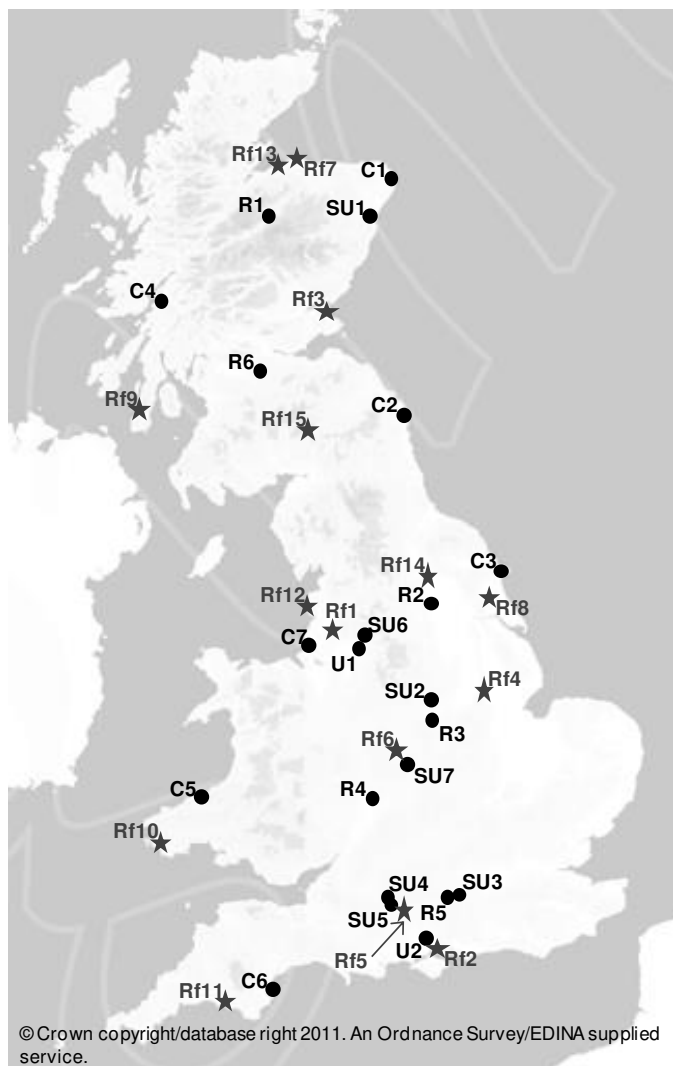 Rf13
Rf7
C1
R1
SU1
C4
Rf3
R6
Rf9
C2
Rf15
Rf14
C3
Rf12
R2
Rf8
Rf1
SU6
C7
U1
Rf4
SU2
R3
Rf6
SU7
C5
R4
Rf10
SU4
SU3
SU5
R5
U2
Rf2
Rf5
C6
Rf11
© Crown copyright/database right 2011. An Ordnance Survey/EDINA supplied
service.